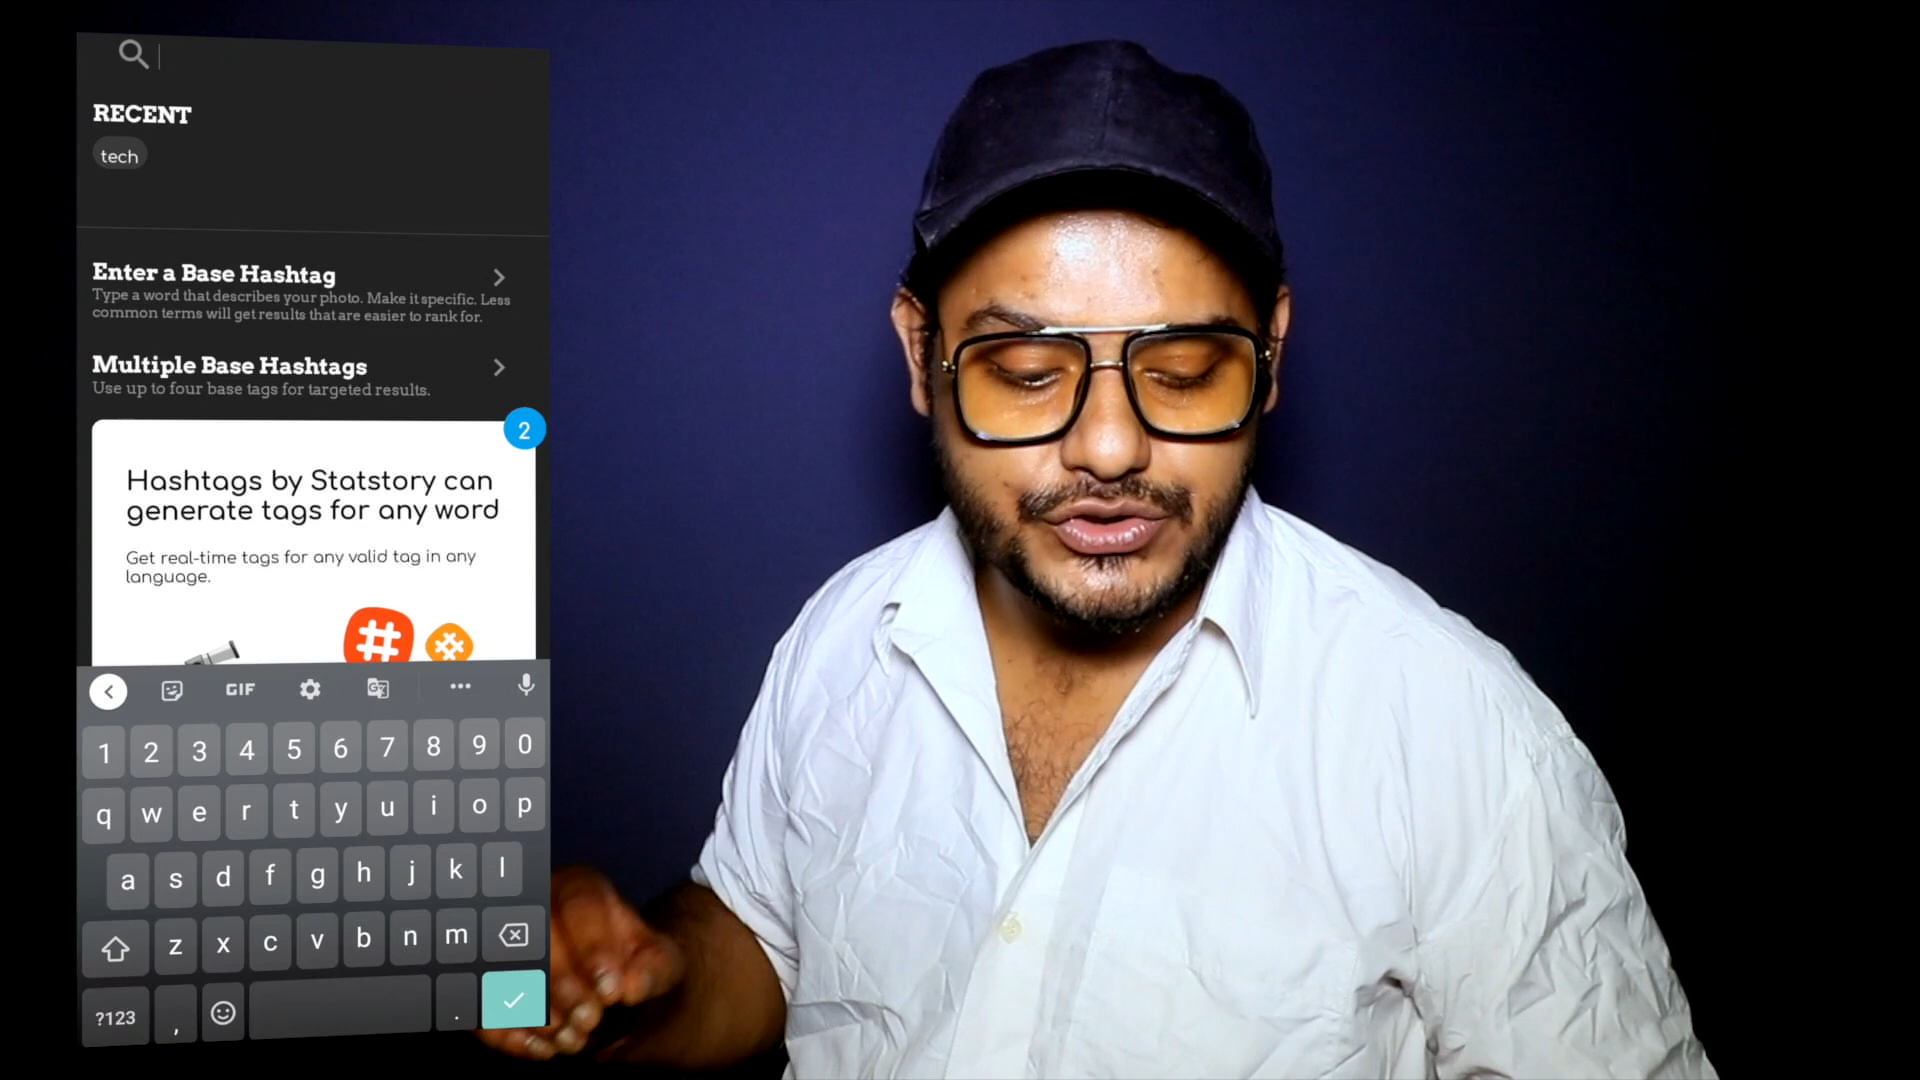 RECENT
tech
Enter a Base Hashtag
Type a word that describes your photo. Make it specific. Less
common terms will get results that are easier to rank for.
Multiple Base Hashtags
Use up to four base tags for targeted results.
2
Hashtags by Statstory can
generate tags for any word
Get real-time tags for any valid tag in any
language.
#
GIF
1 2 3 4 5 6 7 8 9 0
q w e r t y u i o p
a s d f g h j k l
z x c v b n m
?123 , .